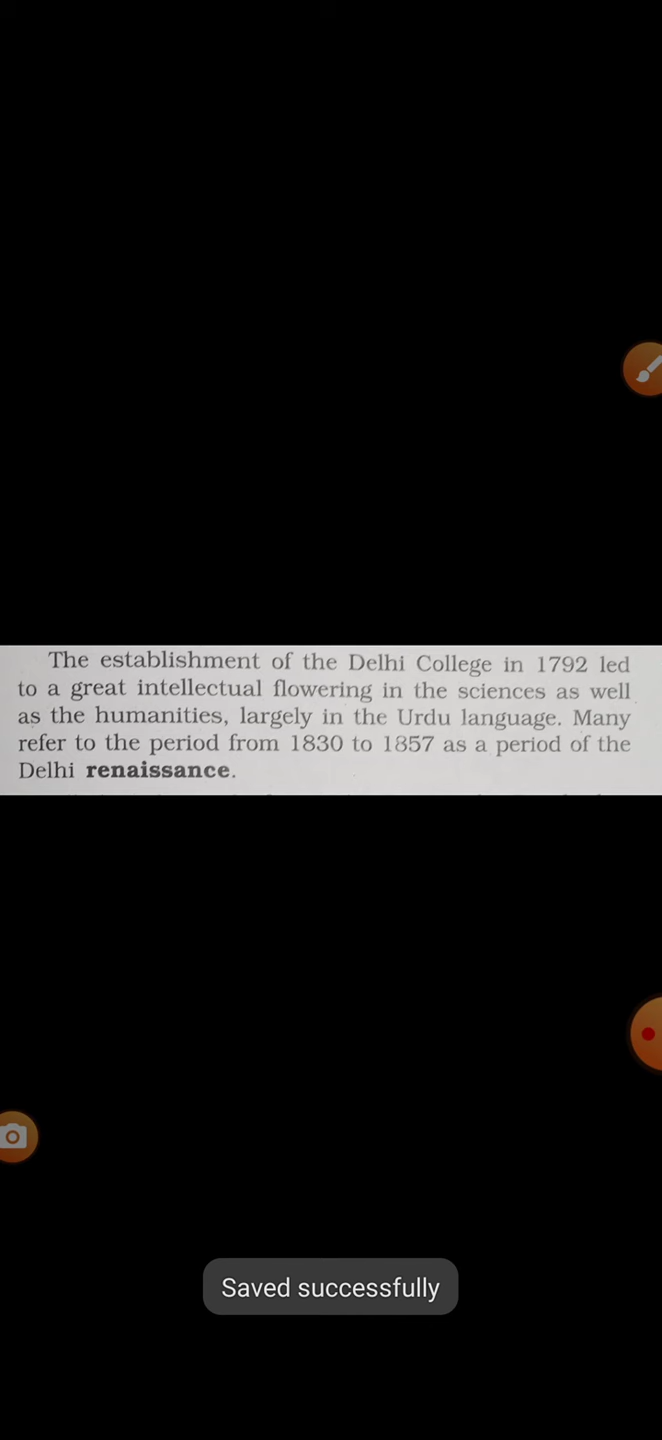 The establishment of the Delhi College in 1792 led
to a great intellectual flowering in the sciences as well
as the humanities, largely in the Urdu language. Many
refer to the period from 1830 to 1857 as a period of the
Delhi renaissance.
Saved successfully